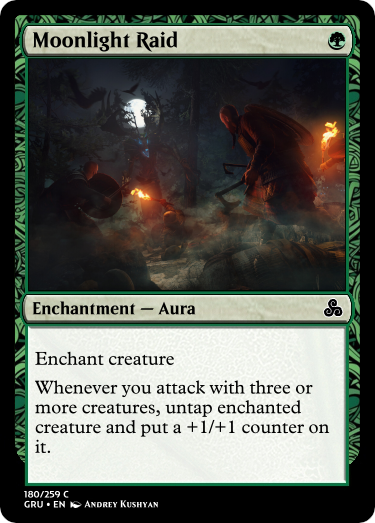 Moonlight Raid
Enchantment — Aura
Enchant creature
Whenever you attack with three or
more creatures, untap enchanted
creature and put a +1/+1 counter on
it.
180/259 C
GRU • EN Andrey Kushyan